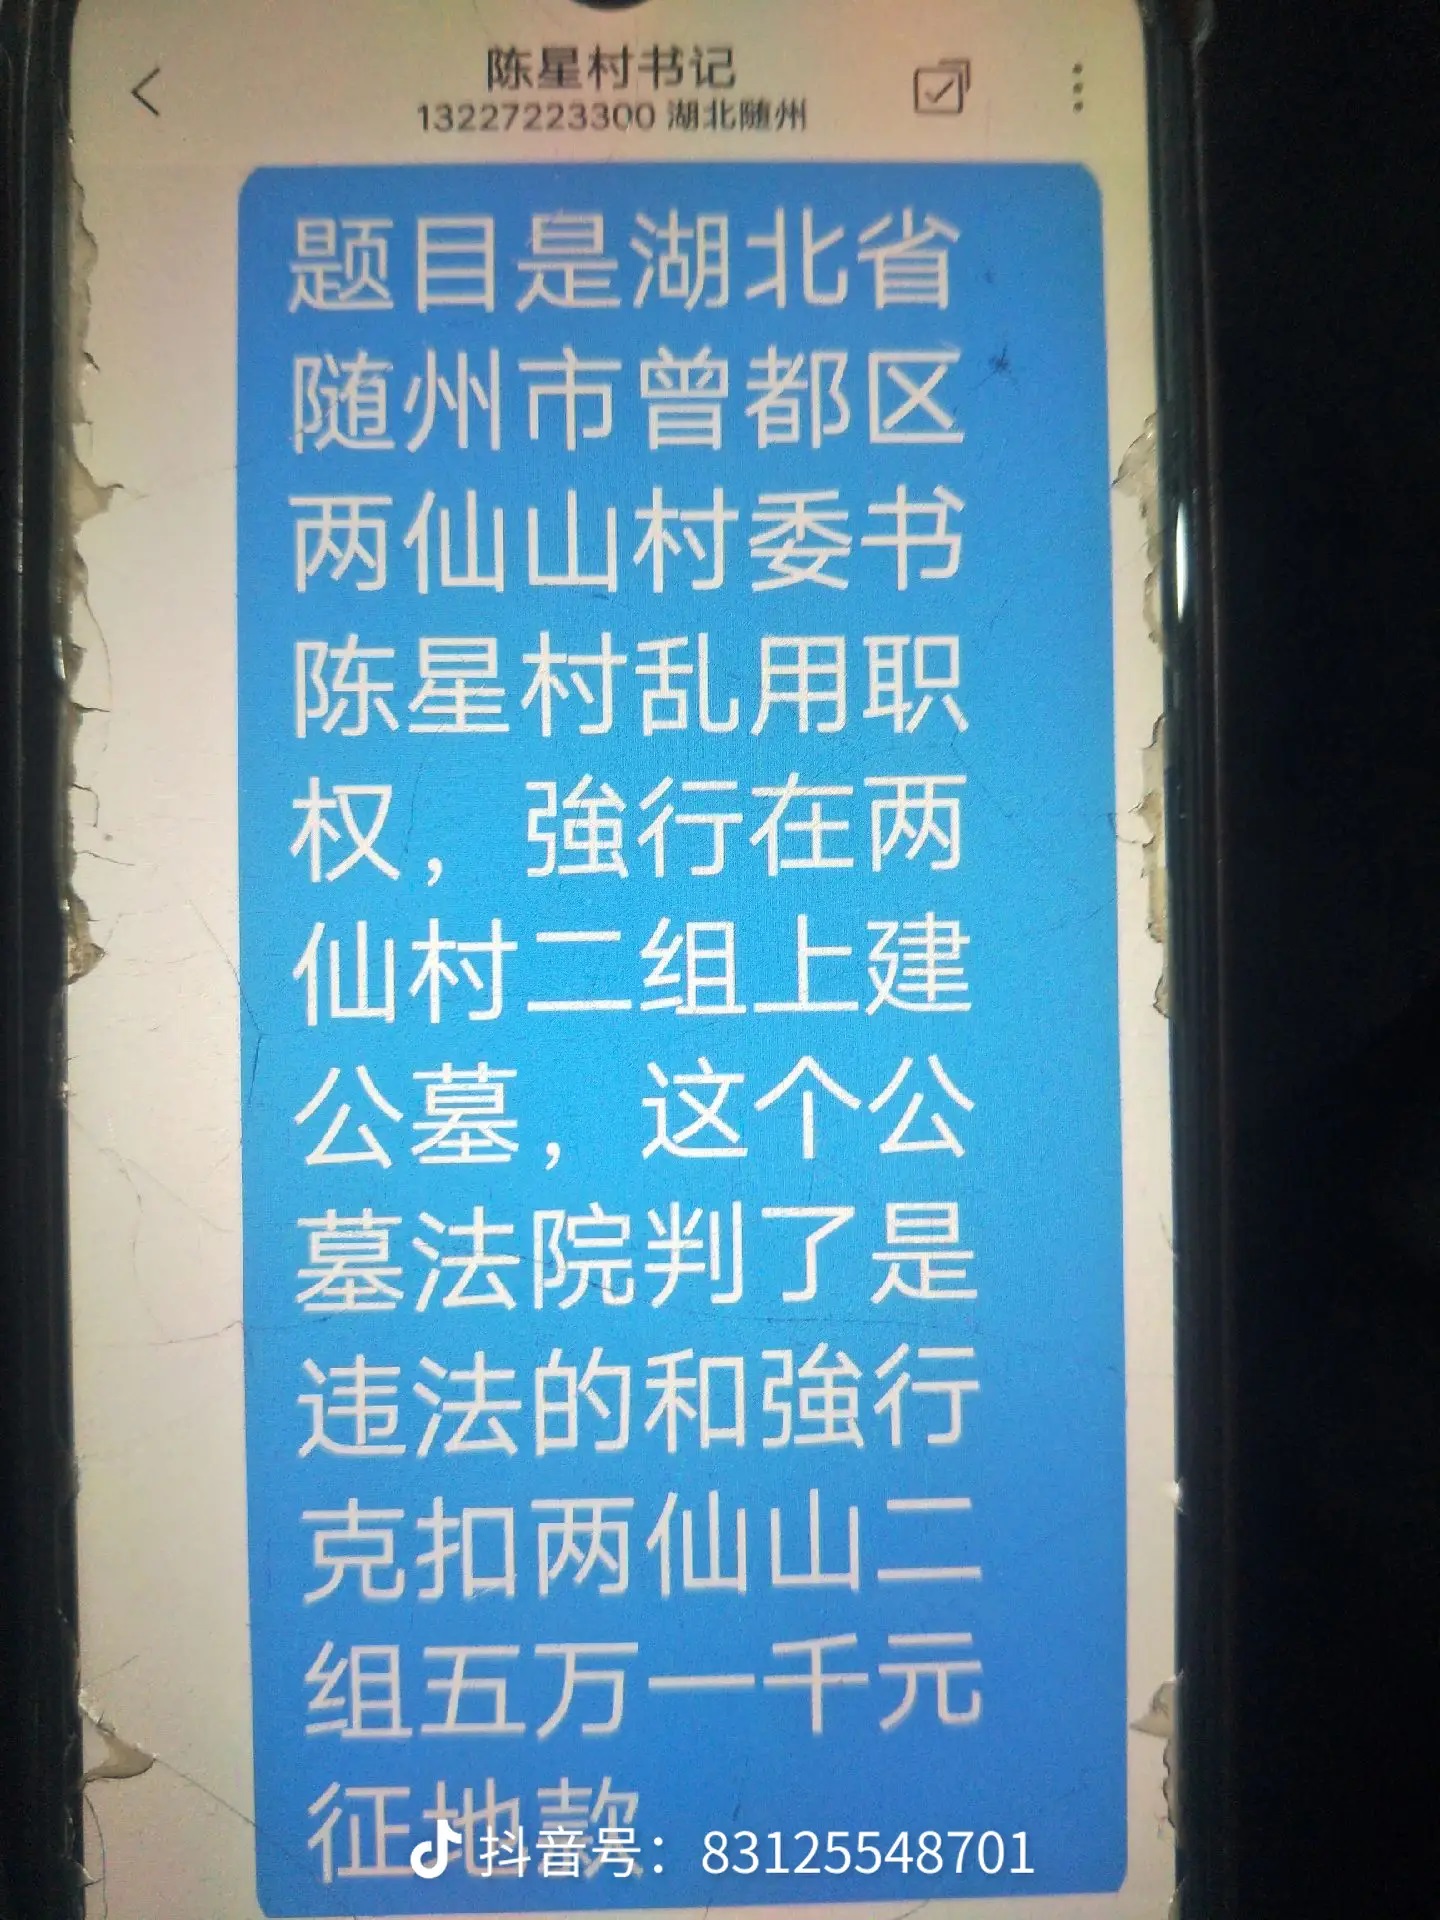 陈星村书记
13227223300 湖北随州
题目是湖北省
随州市曾都区
两仙山村委书
陈星村乱用职
权，強行在两
仙村二组上建
公墓，这个公
墓法院判了是
违法的和強行
克扣两仙山二
组五万一千元
征地款
抖音号：83125548701